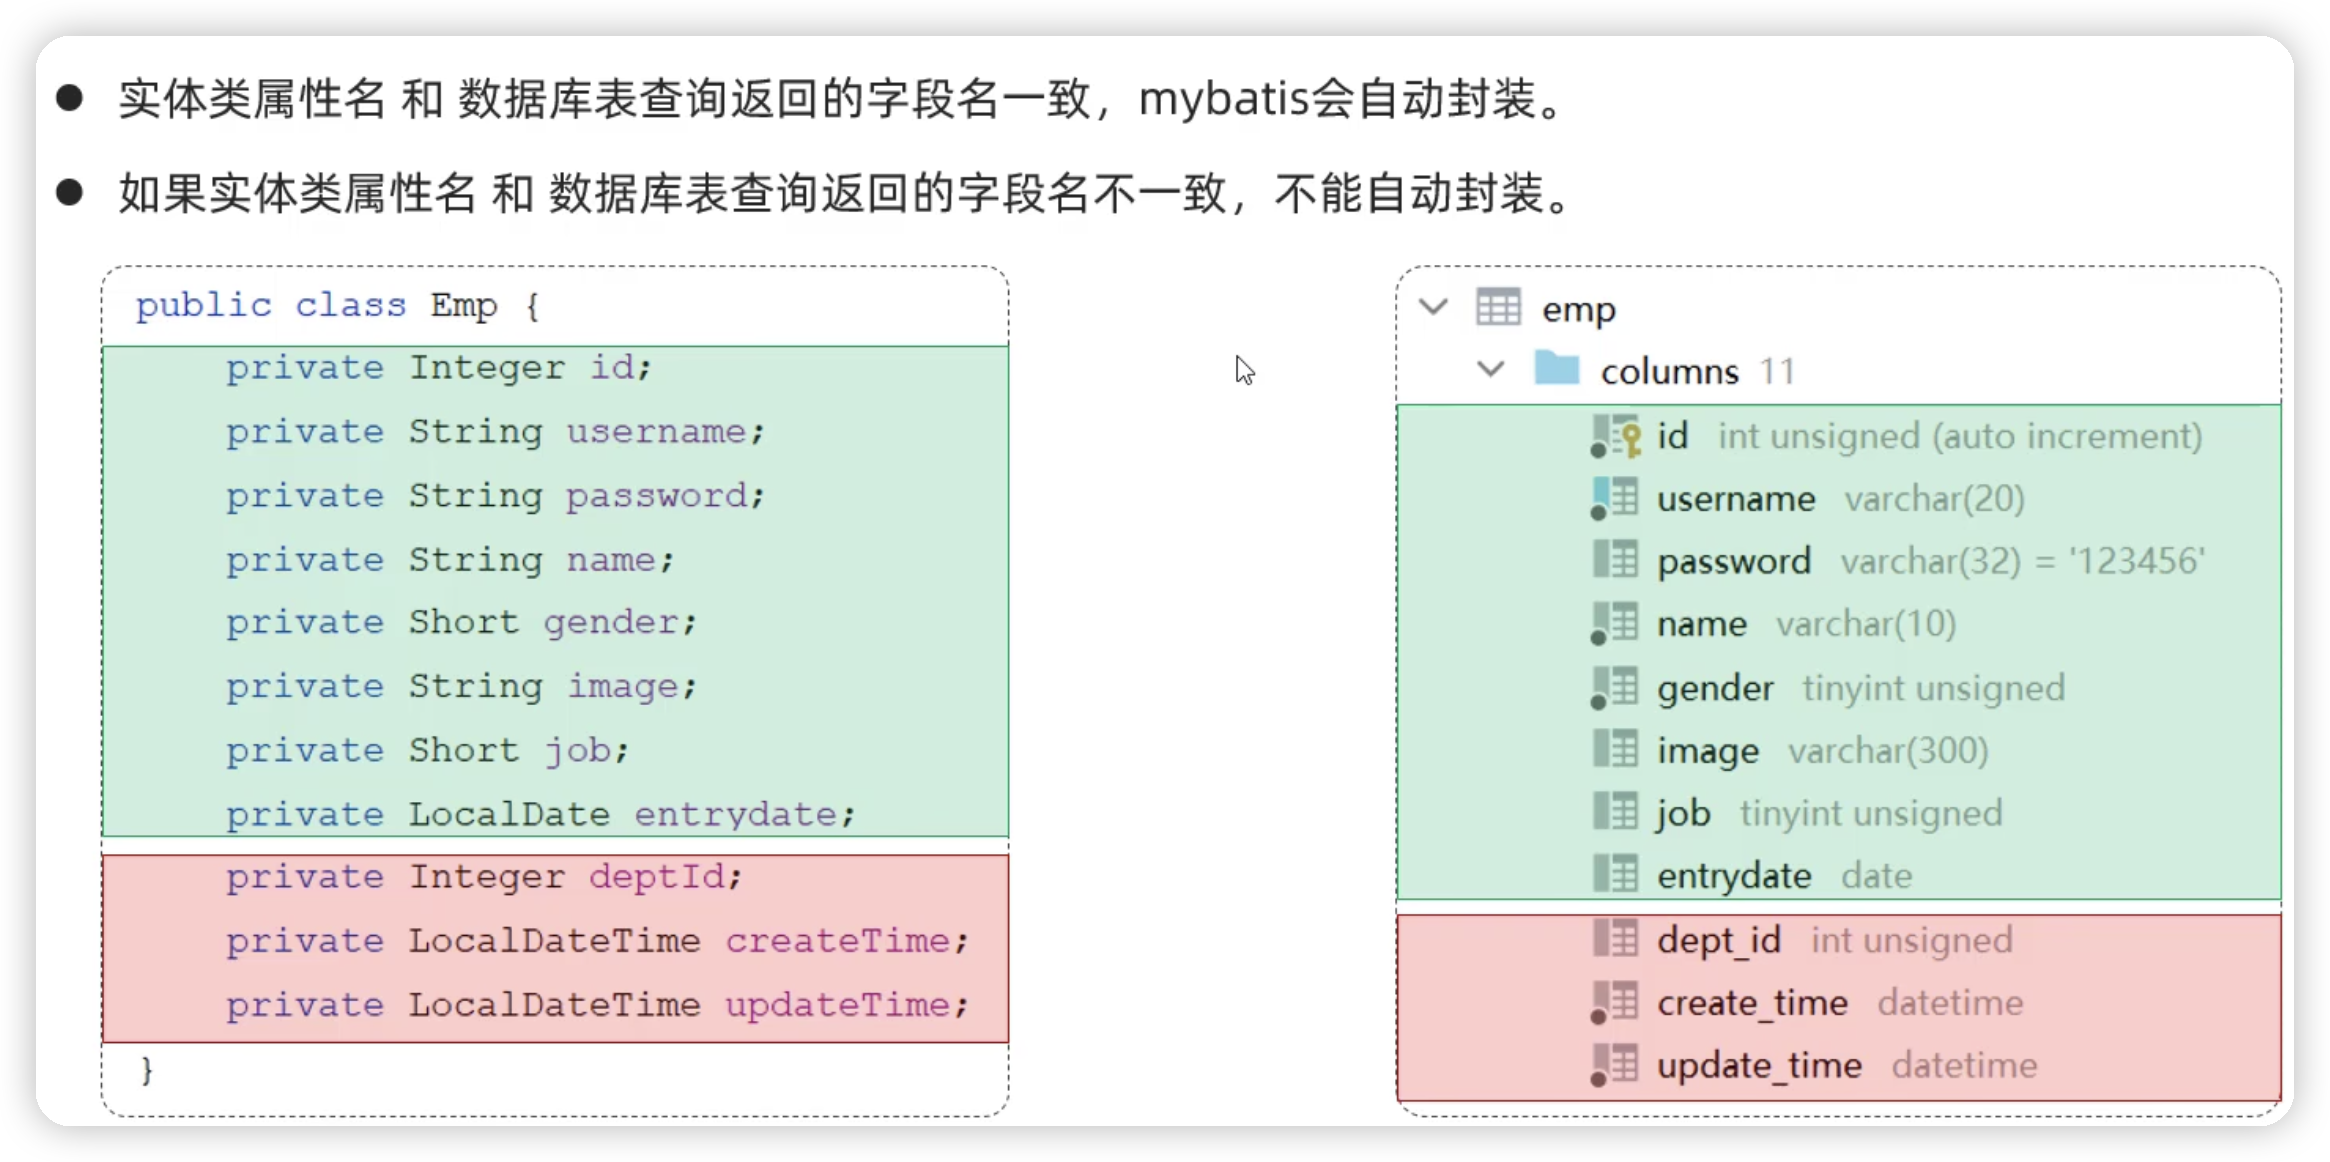 ● 实体类属性名 和 数据库表查询返回的字段名一致，mybatis会自动封装。
● 如果实体类属性名 和 数据库表查询返回的字段名不一致，不能自动封装。
public class Emp {
private Integer id;
private String username;
private String password;
private String name;
private Short gender;
private String image;
private Short job;
private LocalDate entrydate;
private Integer deptId;
private LocalDateTime createTime;
private LocalDateTime updateTime;
}
emp
columns 11
id int unsigned (auto increment)
username varchar(20)
password varchar(32) = '123456'
name varchar(10)
gender tinyint unsigned
image varchar(300)
job tinyint unsigned
entrydate date
dept_id int unsigned
create_time datetime
update_time datetime